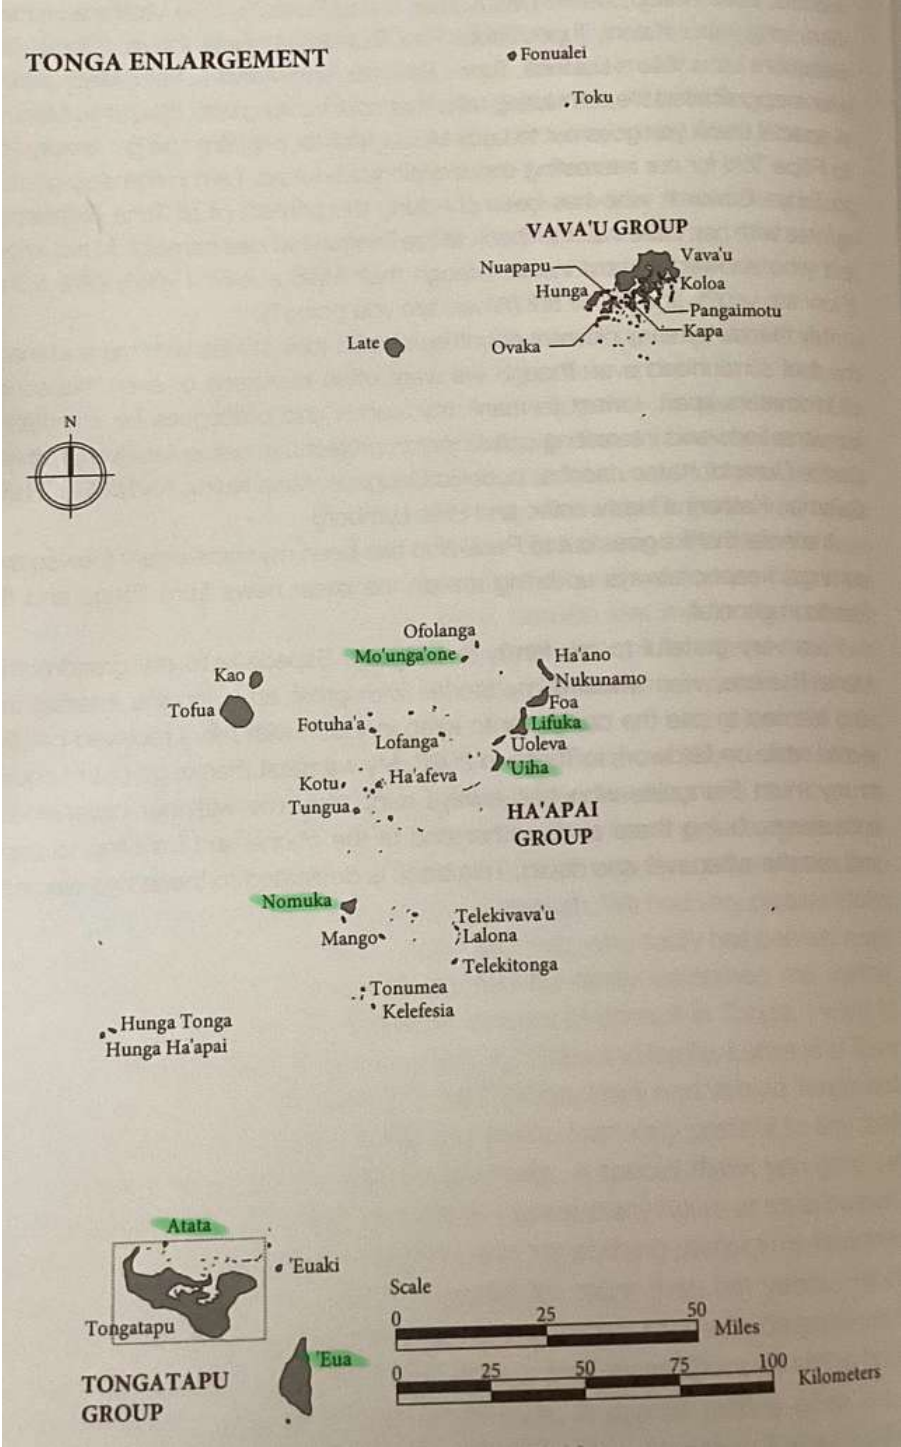 TONGA ENLARGEMENT
Fonualei
Toku
VAVA'U GROUP
Vava'u
Nuapapu
Koloa
Hunga
Pangaimotu
Kapa
Ovaka
Late
N
Ofolanga
Mo'unga'one
Ha'ano
Kao
Nukunamo
Foa
Tofua
Fotuha'a
Lifuka
Lofanga
Uoleva
'Uiha
Kotu
Ha'afeva
Tungua
HA'APAI
GROUP
Nomuka
Telekivava'u
Mango
Lalona
Telekitonga
Tonumea
Kelefesia
Hunga Tonga
Hunga Ha'apai
Atata
'Euaki
Tongatapu
'Eua
TONGATAPU
GROUP
Scale
0 25 50
Miles
0 25 50 75 100
Kilometers